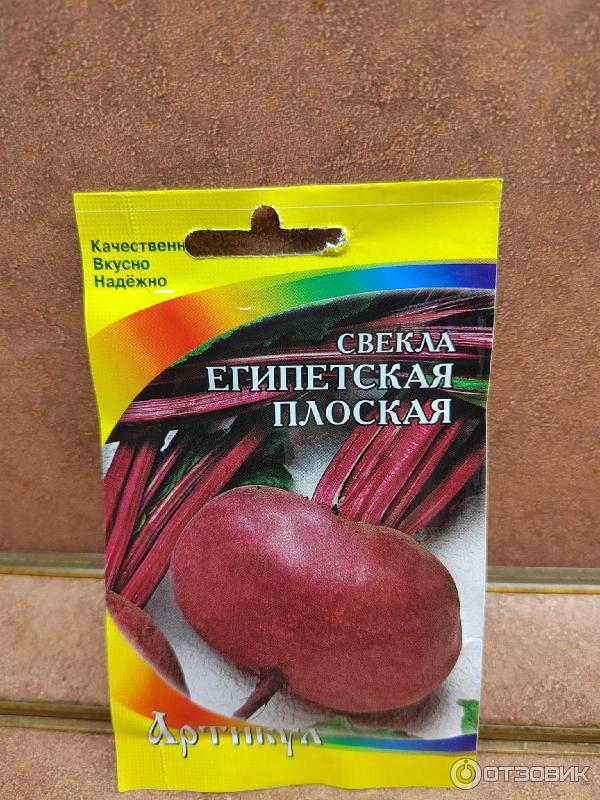 Качественн
Вкусно
Надёжно
СВЕКЛА
ЕГИПЕТСКАЯ
ПЛОСКАЯ
Артикул
ОТЗОВИК